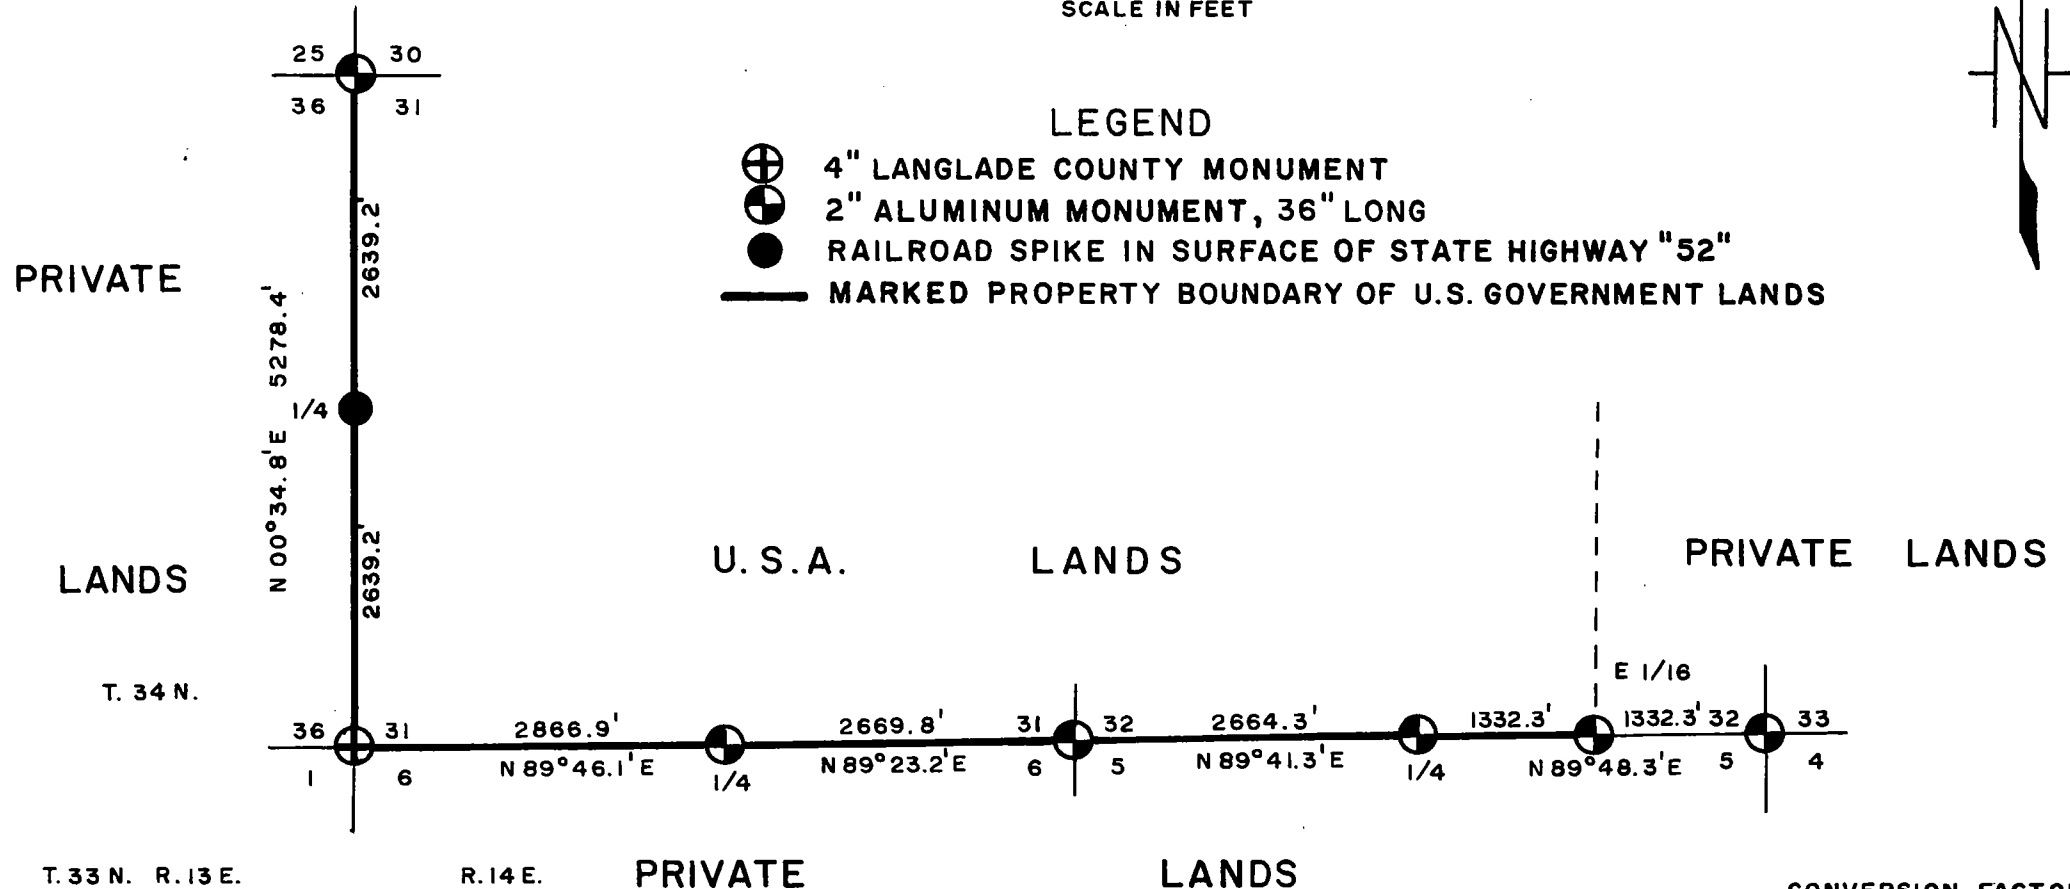 SCALE IN FEET
N
25 30
36 31
LEGEND
4" LANGLADE COUNTY MONUMENT
2" ALUMINUM MONUMENT, 36" LONG
RAILROAD SPIKE IN SURFACE OF STATE HIGHWAY "52"
MARKED PROPERTY BOUNDARY OF U.S. GOVERNMENT LANDS
PRIVATE
LANDS
N 00°34.8'E 5278.4'
2639.2'
1/4
2639.2'
U.S.A. LANDS
PRIVATE LANDS
T. 34 N.
E 1/16
36 31 2866.9' 2669.8' 31 32 2664.3' 1332.3' 1332.3' 32 33
1 6 N 89°46.1'E 1/4 N 89°23.2'E 6 5 N 89°41.3'E 1/4 N 89°48.3'E 5 4
T. 33 N. R. 13 E. R. 14 E. PRIVATE LANDS